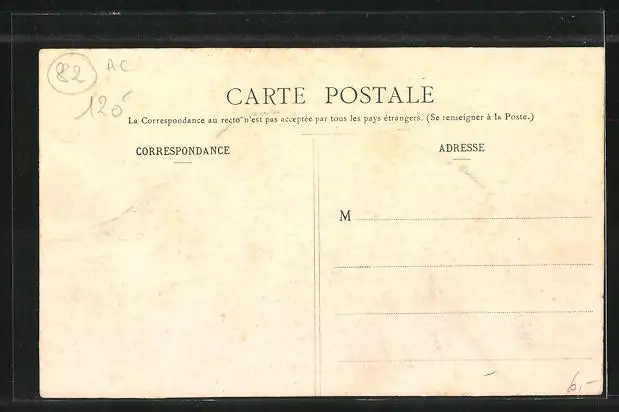 82 AC
120
CARTE POSTALE
La Correspondance au recto n'est pas acceptée par tous les pays étrangers. (Se renseigner à la Poste.)
CORRESPONDANCE
ADRESSE
M
6,-